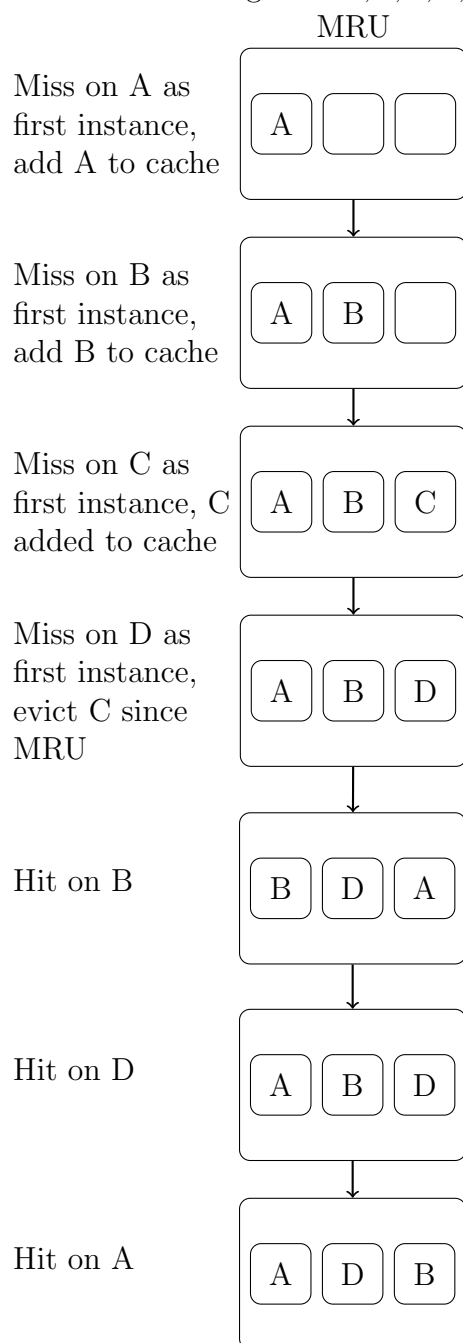 MRU
Miss on A as
first instance,
add A to cache
A
Miss on B as
first instance,
add B to cache
A B
Miss on C as
first instance, C
added to cache
A B C
Miss on D as
first instance,
evict C since
MRU
A B D
Hit on B
B D A
Hit on D
A B D
Hit on A
A D B